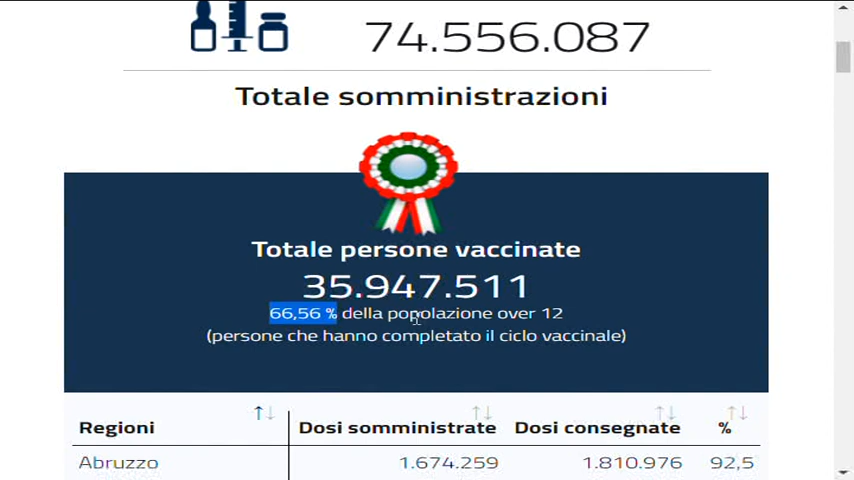 74.556.087
Totale somministrazioni
Totale persone vaccinate
35.947.511
66,56 % della popolazione over 12
(persone che hanno completato il ciclo vaccinale)
Regioni Dosi somministrate Dosi consegnate %
Abruzzo 1.674.259 1.810.976 92,5